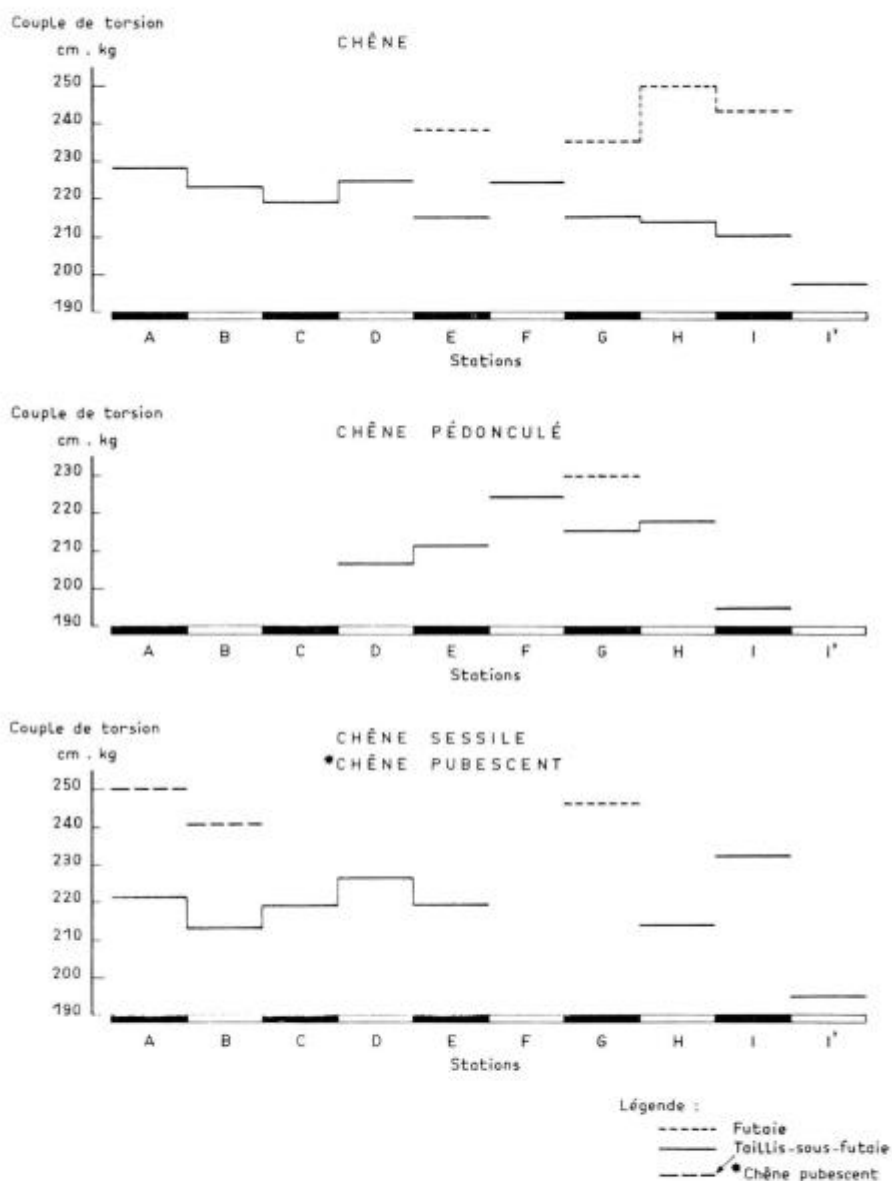 Couple de torsion
cm . kg
CHÊNE
250
240
230
220
210
200
190
A B C D E F G H I I'
Stations
Couple de torsion
cm . kg
CHÊNE PÉDONCULÉ
230
220
210
200
190
A B C D E F G H I I'
Stations
Couple de torsion
cm . kg
CHÊNE SESSILE
*CHÊNE PUBESCENT
250
240
230
220
210
200
190
A B C D E F G H I I'
Stations
Légende :
Futaie
Taillis-sous-futaie
*Chêne pubescent